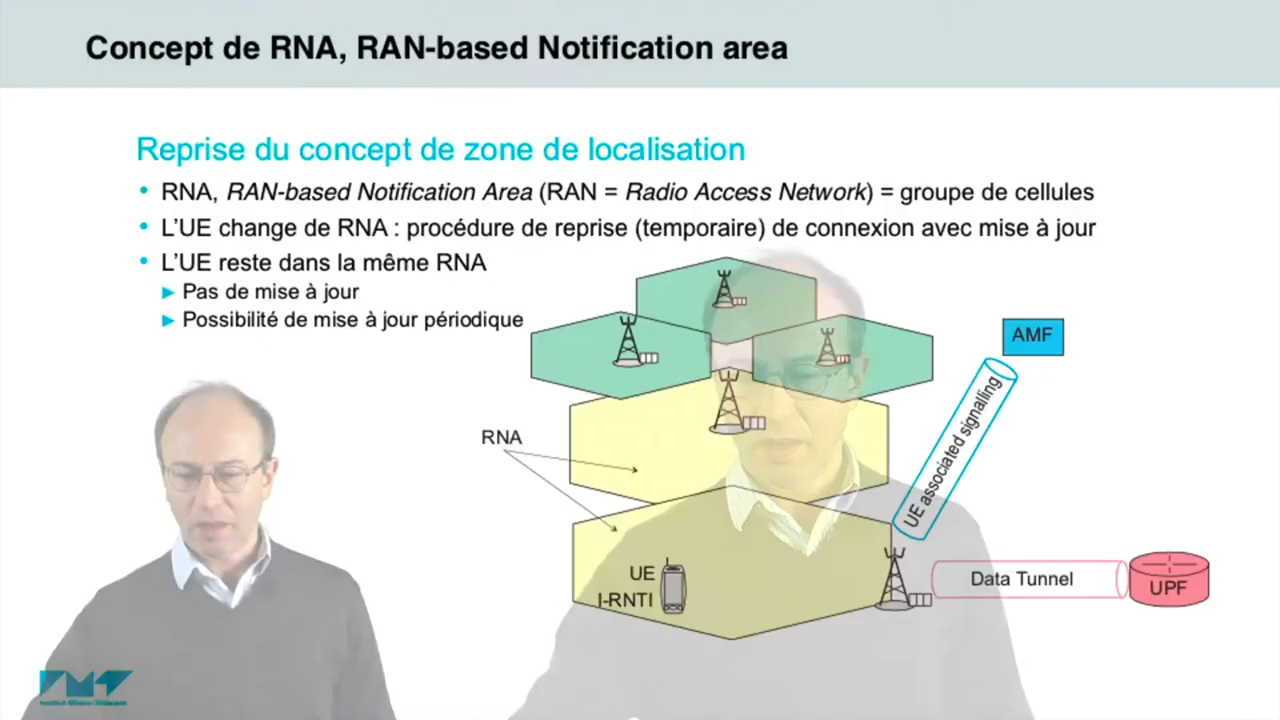 Concept de RNA, RAN-based Notification area
Reprise du concept de zone de localisation
• RNA, RAN-based Notification Area (RAN = Radio Access Network) = groupe de cellules
• L'UE change de RNA : procédure de reprise (temporaire) de connexion avec mise à jour
• L'UE reste dans la même RNA
► Pas de mise à jour
► Possibilité de mise à jour périodique
AMF
UE associated signalling
RNA
UE
I-RNTI
Data Tunnel
UPF
Institut Mines-Télécom